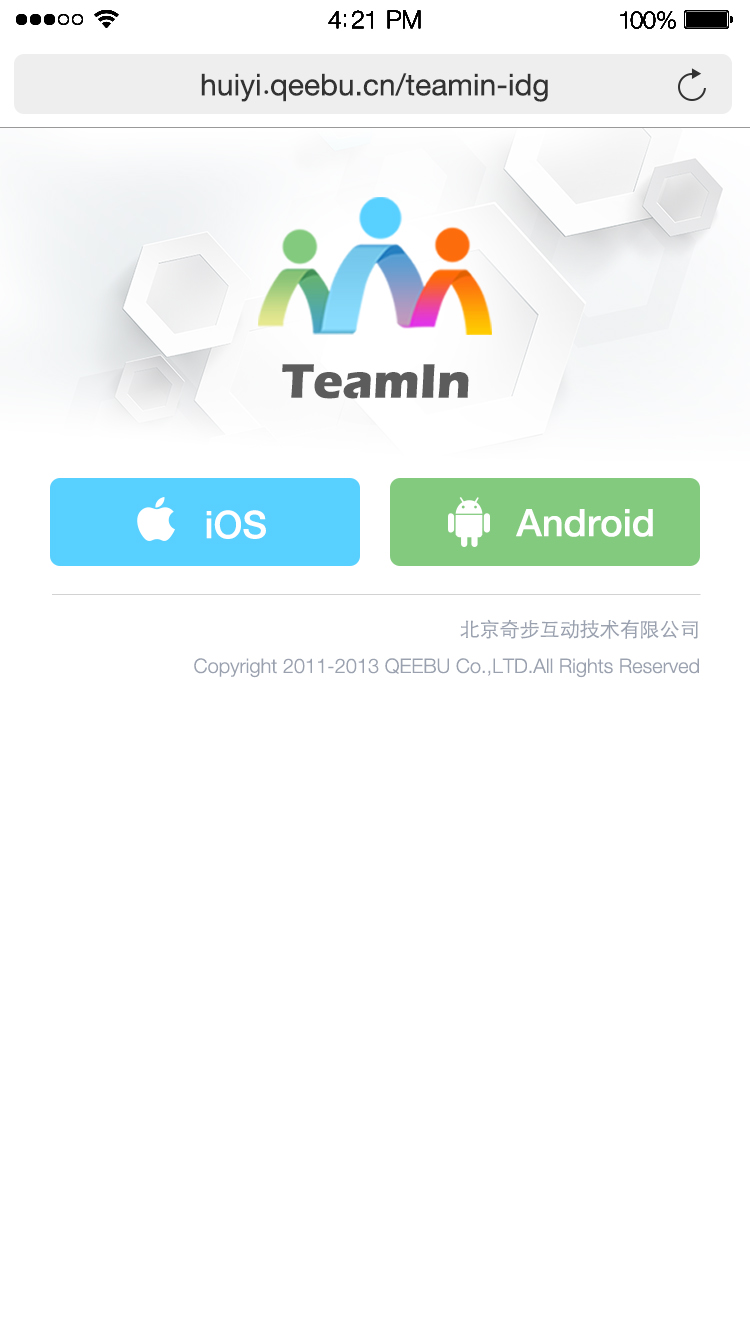 4:21 PM 100%
huiyi.qeebu.cn/teamin-idg
TeamIn
iOS Android
北京奇步互动技术有限公司
Copyright 2011-2013 QEEBU Co.,LTD.All Rights Reserved